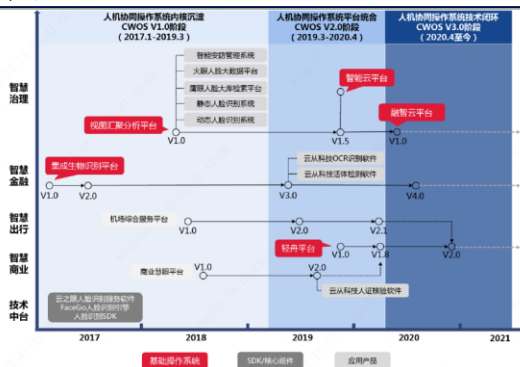 人机协同操作系统内核沉淀
CWOS V1.0阶段
（2017.1-2019.3）
人机协同操作系统平台统合
CWOS V2.0阶段
（2019.3-2020.4）
人机协同操作系统技术闭环
CWOS V3.0阶段
（2020.4至今）
智慧
治理
智能安防管理系统
火眼人脸大数据平台
鹰眼人脸大库检索平台
静态人脸识别系统
动态人脸识别系统
视图汇聚分析平台
V1.0
智能云平台
V1.5
融智云平台
V1.0
智慧
金融
集成生物识别平台
V1.0
V2.0
云从科技OCR识别软件
云从科技活体检测软件
V3.0
V4.0
智慧
出行
机场综合服务平台
V1.0
V2.0
V2.1
轻舟平台
V1.0
V1.8
V2.0
智慧
商业
商业慧眼平台
V1.0
V2.0
云从科技人证核验软件
技术
中台
云之眼人脸识别服务软件
FaceGo人脸识别引擎
人脸识别SDK
2017
2018
2019
2020
2021
基础操作系统
SDK/核心组件
应用产品